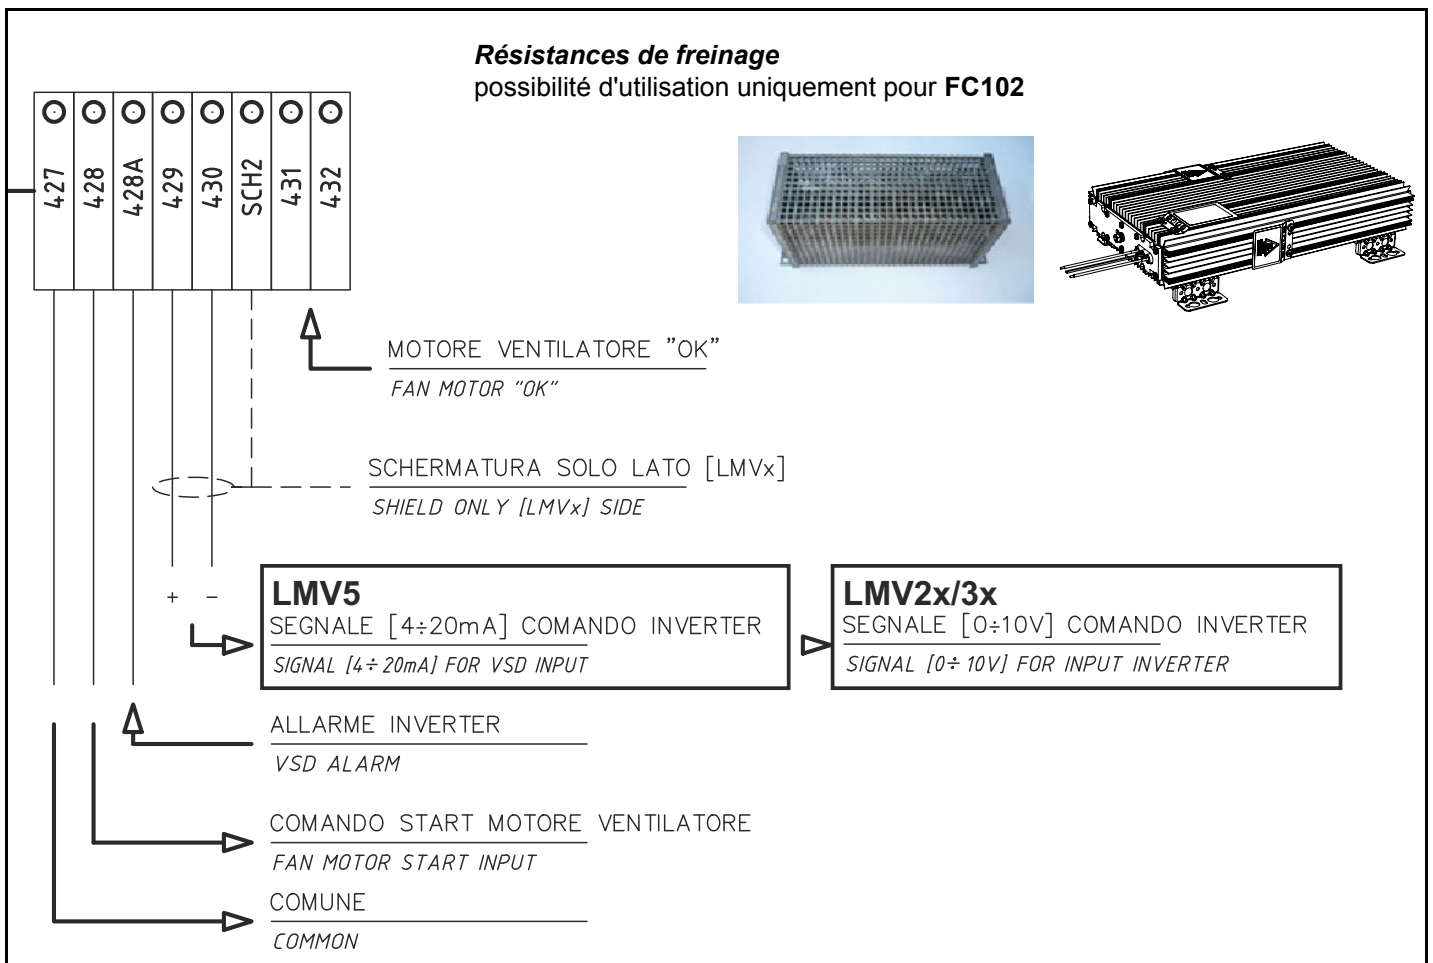 Résistances de freinage
possibilité d'utilisation uniquement pour FC102
427
428
428A
429
430
SCH2
431
432
MOTORE VENTILATORE "OK"
FAN MOTOR "OK"
SCHERMATURA SOLO LATO [LMVx]
SHIELD ONLY [LMVx] SIDE
+ −
LMV5
SEGNALE [4÷20mA] COMANDO INVERTER
SIGNAL [4÷20mA] FOR VSD INPUT
LMV2x/3x
SEGNALE [0÷10V] COMANDO INVERTER
SIGNAL [0÷10V] FOR INPUT INVERTER
ALLARME INVERTER
VSD ALARM
COMANDO START MOTORE VENTILATORE
FAN MOTOR START INPUT
COMUNE
COMMON